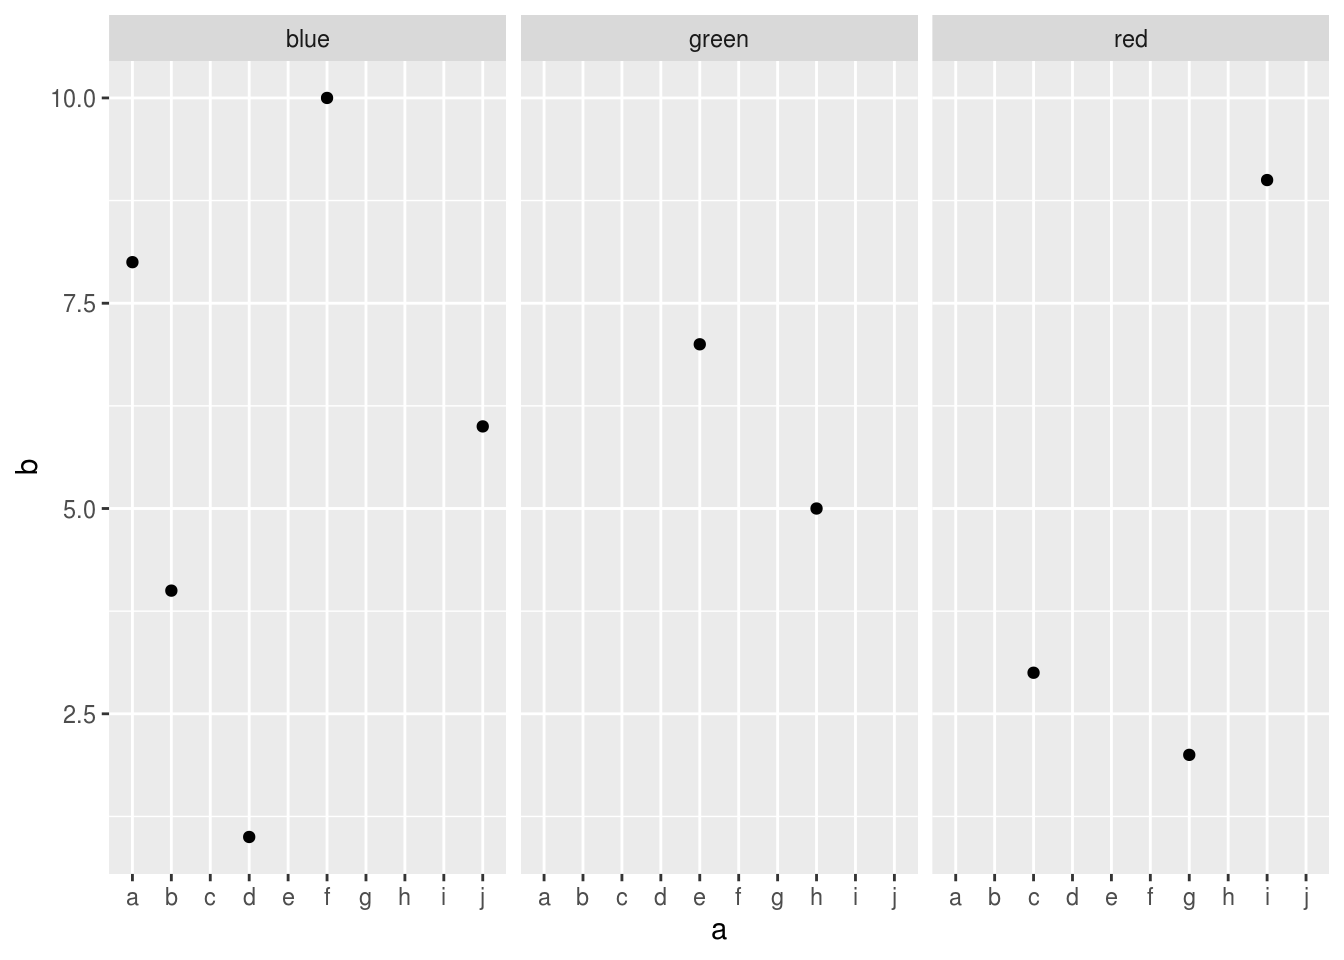 blue green red
10.0
7.5
5.0
2.5
b
a b c d e f g h i j a b c d e f g h i j a b c d e f g h i j
a